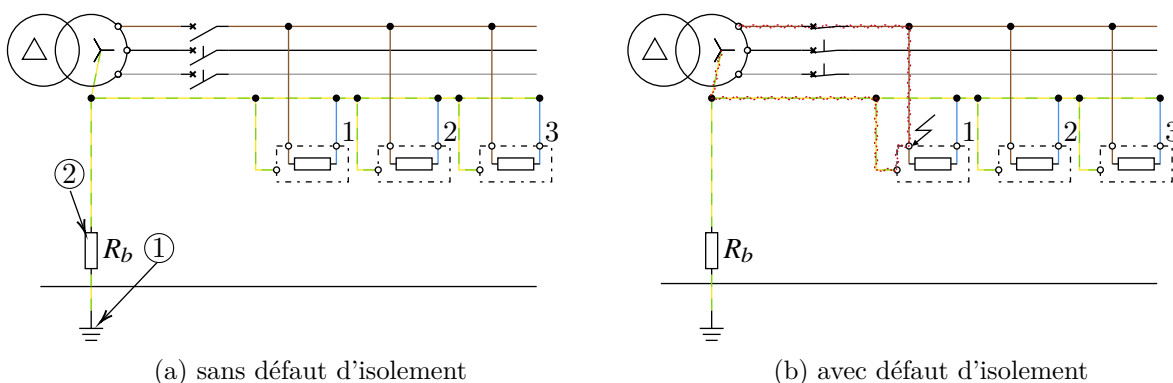 1 2 3
② R_b ①
(a) sans défaut d'isolement
1 2 3
R_b
(b) avec défaut d'isolement